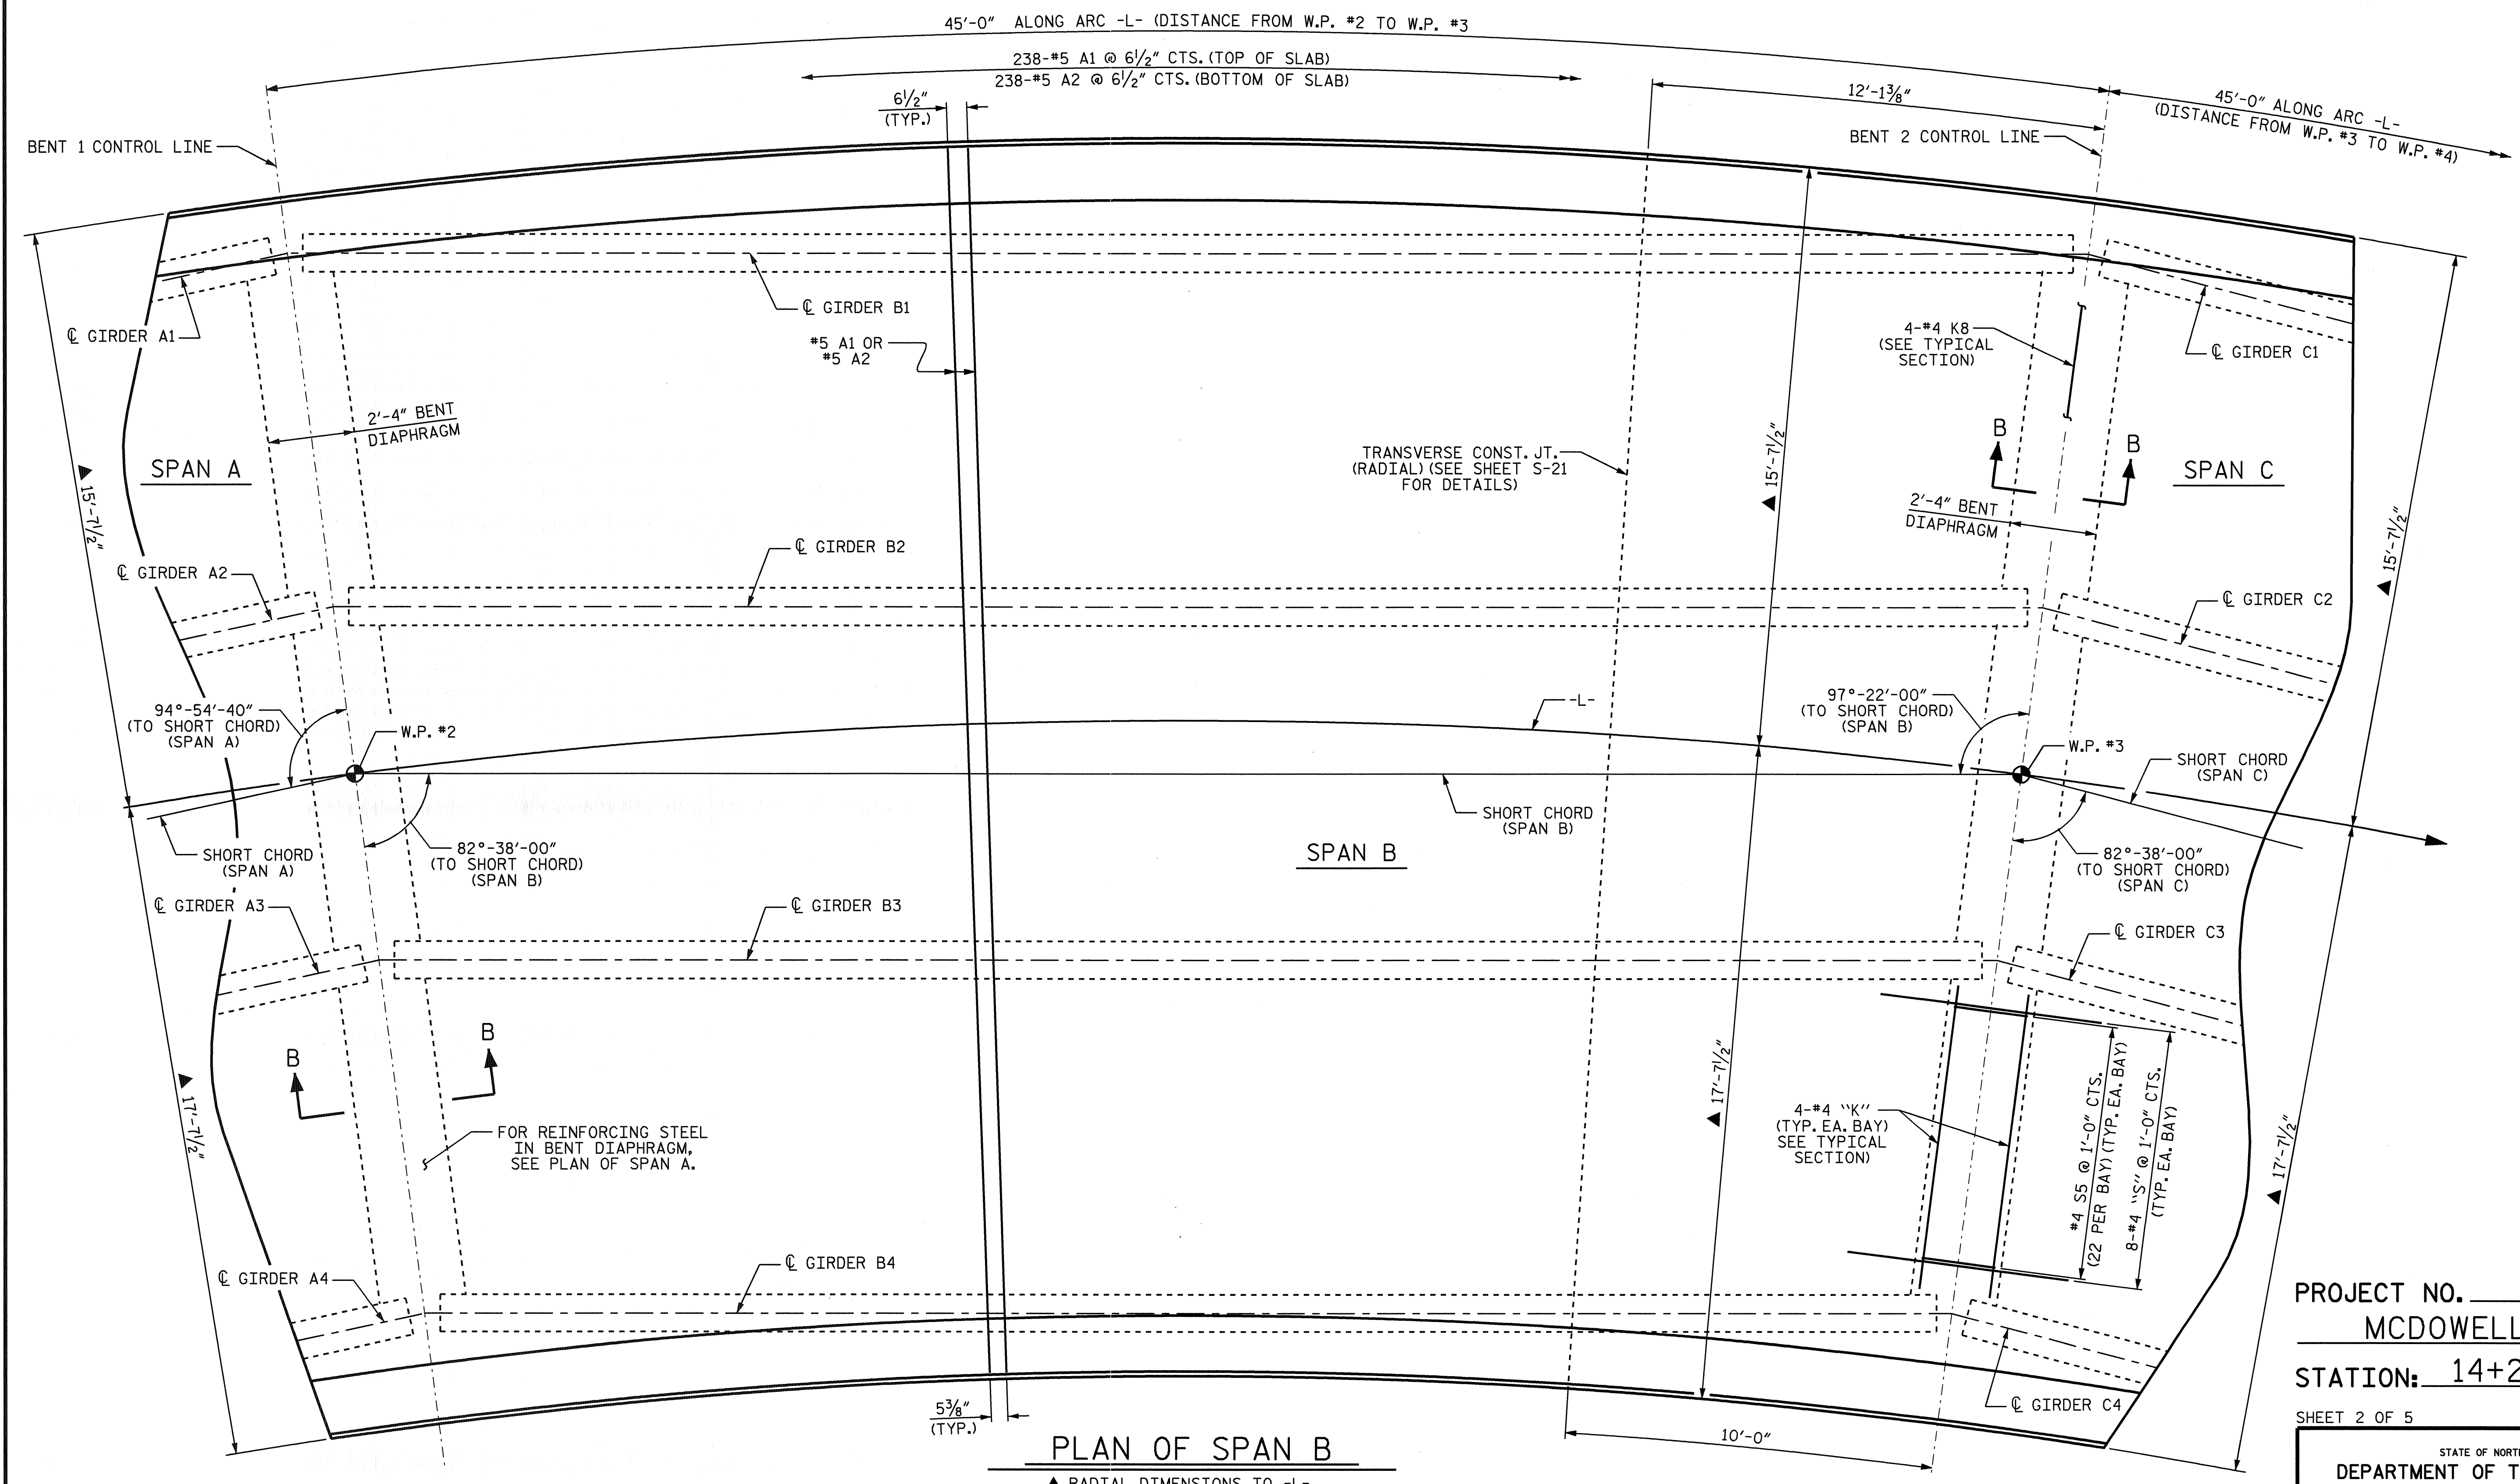 45'-0" ALONG ARC -L- (DISTANCE FROM W.P. #2 TO W.P. #3
238-#5 A1 @ 6½" CTS. (TOP OF SLAB)
238-#5 A2 @ 6½" CTS. (BOTTOM OF SLAB)
6½"
(TYP.)
12'-1⅜"
45'-0" ALONG ARC -L-
(DISTANCE FROM W.P. #3 TO W.P. #4)
BENT 1 CONTROL LINE
BENT 2 CONTROL LINE
℄ GIRDER A1
℄ GIRDER B1
#5 A1 OR
#5 A2
4-#4 K8
(SEE TYPICAL
SECTION)
℄ GIRDER C1
2'-4" BENT
DIAPHRAGM
SPAN A
▲ 15'-7½"
TRANSVERSE CONST. JT.
(RADIAL) (SEE SHEET S-21
FOR DETAILS)
▲ 15'-7½"
B
B
SPAN C
2'-4" BENT
DIAPHRAGM
▲ 15'-7½"
℄ GIRDER A2
℄ GIRDER B2
℄ GIRDER C2
94°-54'-40"
(TO SHORT CHORD)
(SPAN A)
W.P. #2
-L-
97°-22'-00"
(TO SHORT CHORD)
(SPAN B)
W.P. #3
SHORT CHORD
(SPAN C)
SHORT CHORD
(SPAN A)
82°-38'-00"
(TO SHORT CHORD)
(SPAN B)
SHORT CHORD
(SPAN B)
SPAN B
82°-38'-00"
(TO SHORT CHORD)
(SPAN C)
℄ GIRDER A3
℄ GIRDER B3
℄ GIRDER C3
B
B
▲ 17'-7½"
FOR REINFORCING STEEL
IN BENT DIAPHRAGM,
SEE PLAN OF SPAN A.
▲ 17'-7½"
4-#4 "K"
(TYP. EA. BAY)
SEE TYPICAL
SECTION)
#4 S5 @ 1'-0" CTS.
(22 PER BAY) (TYP. EA. BAY)
8-#4 "S" @ 1'-0" CTS.
(TYP. EA. BAY)
▲ 17'-7½"
℄ GIRDER A4
℄ GIRDER B4
℄ GIRDER C4
5⅜"
(TYP.)
10'-0"
PLAN OF SPAN B
▲ RADIAL DIMENSIONS TO -L-
PROJECT NO.
MCDOWELL
STATION: 14+2
SHEET 2 OF 5
STATE OF NORT
DEPARTMENT OF T